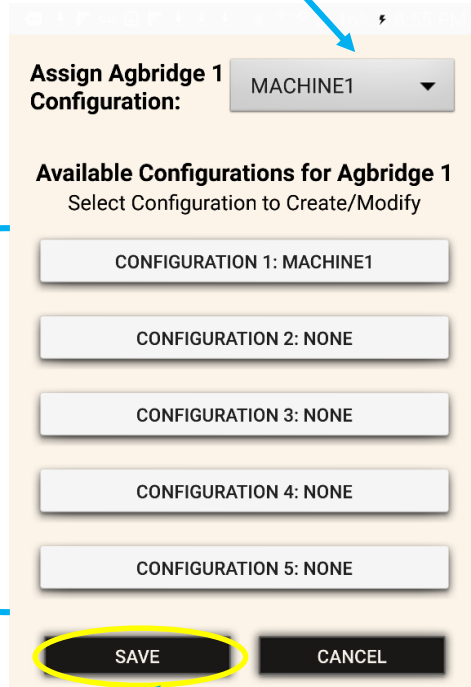 Assign Agbridge 1
Configuration:
MACHINE1
Available Configurations for Agbridge 1
Select Configuration to Create/Modify
CONFIGURATION 1: MACHINE1
CONFIGURATION 2: NONE
CONFIGURATION 3: NONE
CONFIGURATION 4: NONE
CONFIGURATION 5: NONE
SAVE
CANCEL